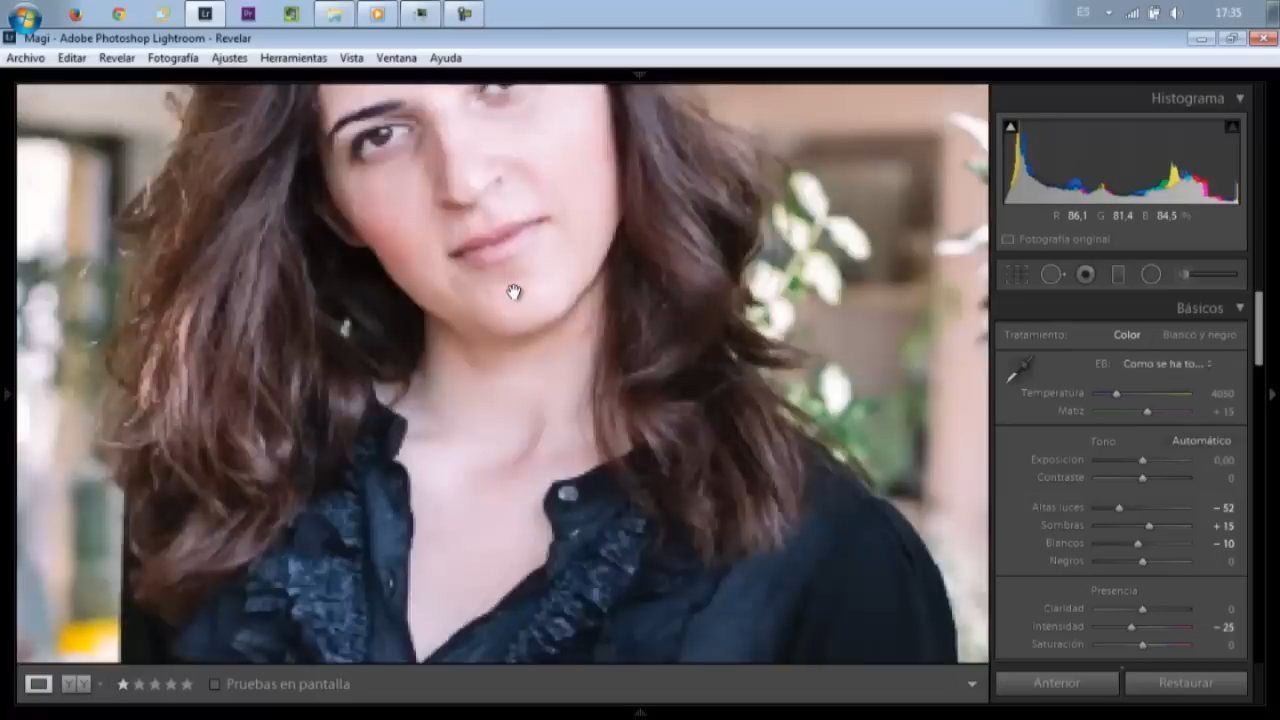 ES 17:35
Magi - Adobe Photoshop Lightroom - Revelar
Archivo Editar Revelar Fotografía Ajustes Herramientas Vista Ventana Ayuda
Histograma
R 86,1 G 81,4 B 84,5 %
Fotografía original
Básicos
Tratamiento: Color Blanco y negro
EB: Como se ha to...
Temperatura 4050
Matiz + 15
Tono Automático
Exposición 0,00
Contraste 0
Altas luces − 52
Sombras + 15
Blancos − 10
Negros 0
Presencia
Claridad 0
Intensidad − 25
Saturación 0
Pruebas en pantalla
Anterior Restaurar